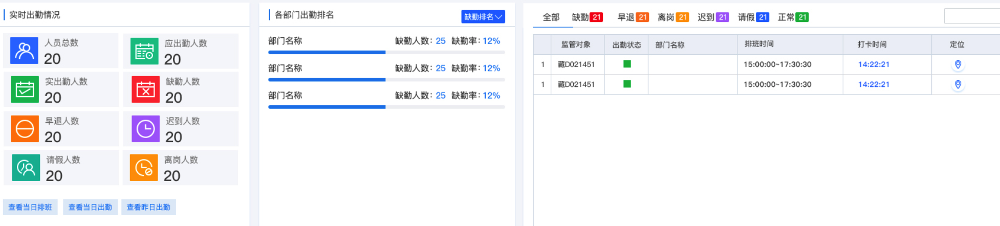 实时出勤情况
人员总数
20
应出勤人数
20
实出勤人数
20
缺勤人数
20
早退人数
20
迟到人数
20
请假人数
20
离岗人数
20
查看当日排班 查看当日出勤 查看昨日出勤
各部门出勤排名
缺勤排名
部门名称 缺勤人数：25 缺勤率：12%
部门名称 缺勤人数：25 缺勤率：12%
部门名称 缺勤人数：25 缺勤率：12%
全部 缺勤 21 早退 21 离岗 21 迟到 21 请假 21 正常 21
监管对象 出勤状态 部门名称 排班时间 打卡时间 定位
1 藏D021451 15:00:00~17:30:30 14:22:21
1 藏D021451 15:00:00~17:30:30 14:22:21